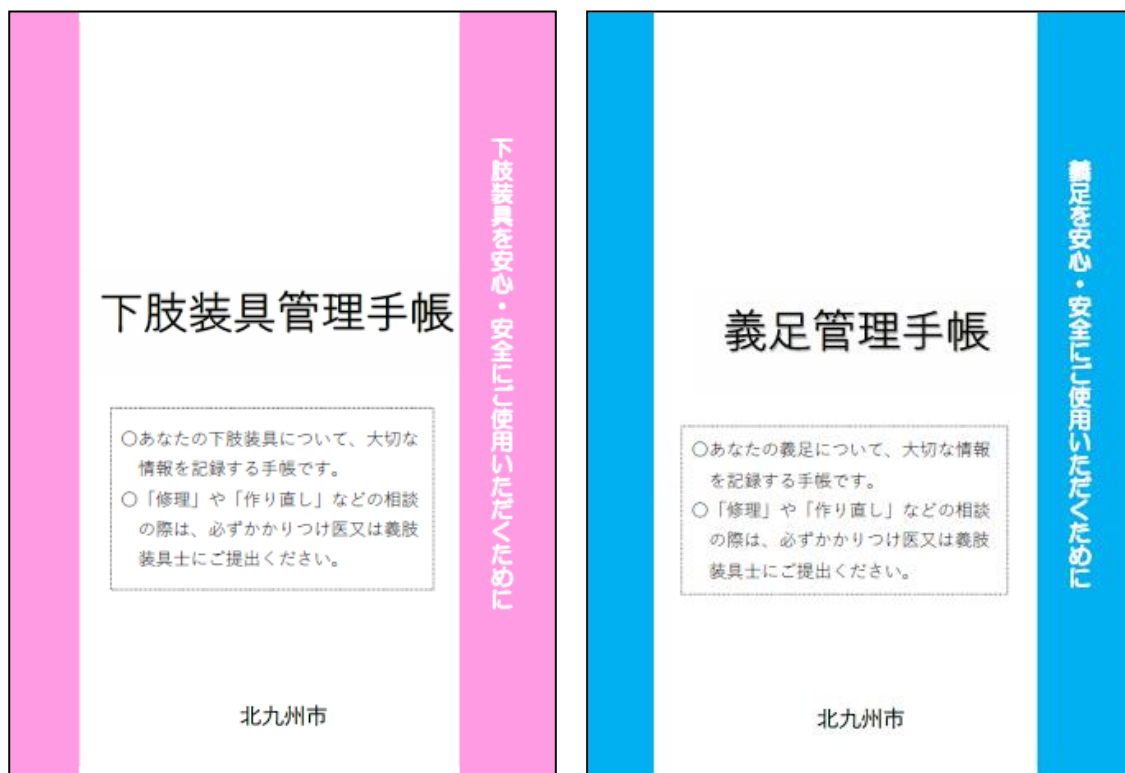 下肢装具管理手帳
○あなたの下肢装具について、大切な
情報を記録する手帳です。
○「修理」や「作り直し」などの相談
の際は、必ずかかりつけ医又は義肢
装具士にご提出ください。
北九州市
下肢装具を安心・安全にご使用いただくために
義足管理手帳
○あなたの義足について、大切な情報
を記録する手帳です。
○「修理」や「作り直し」などの相談
の際は、必ずかかりつけ医又は義肢
装具士にご提出ください。
北九州市
義足を安心・安全にご使用いただくために